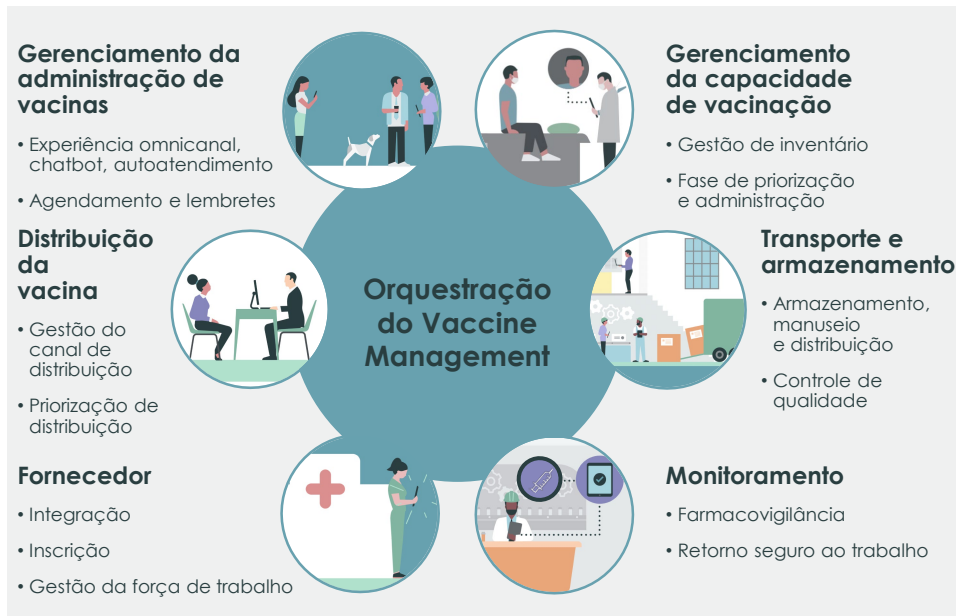 Gerenciamento da
administração de
vacinas
• Experiência omnicanal,
chatbot, autoatendimento
• Agendamento e lembretes
Gerenciamento
da capacidade
de vacinação
• Gestão de inventário
• Fase de priorização
e administração
Distribuição
da
vacina
• Gestão do
canal de
distribuição
• Priorização de
distribuição
Orquestração
do Vaccine
Management
Transporte e
armazenamento
• Armazenamento,
manuseio
e distribuição
• Controle de
qualidade
Fornecedor
• Integração
• Inscrição
• Gestão da força de trabalho
Monitoramento
• Farmacovigilância
• Retorno seguro ao trabalho